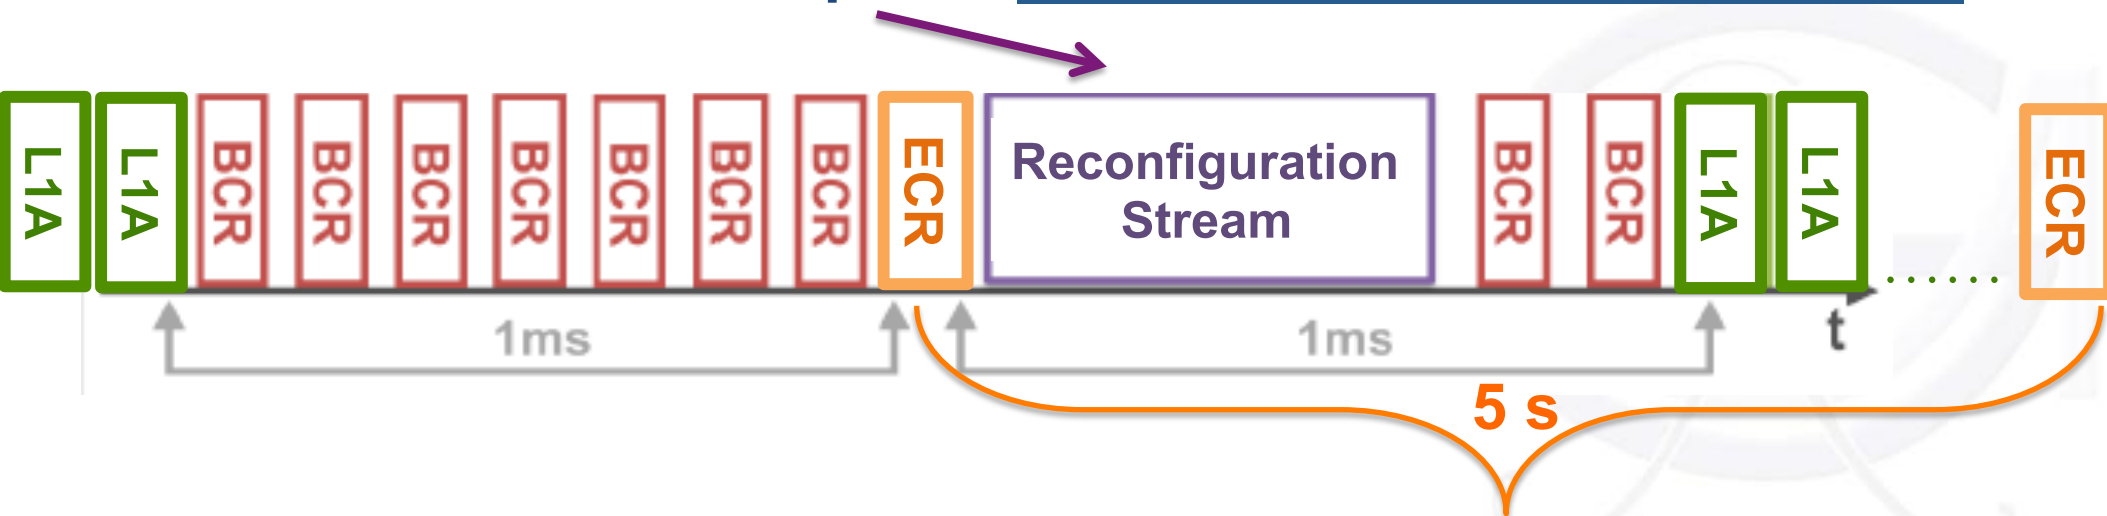 L1A
L1A
BCR
BCR
BCR
BCR
BCR
BCR
BCR
ECR
Reconfiguration
Stream
BCR
BCR
L1A
L1A
......
ECR
1ms
1ms
t
5 s